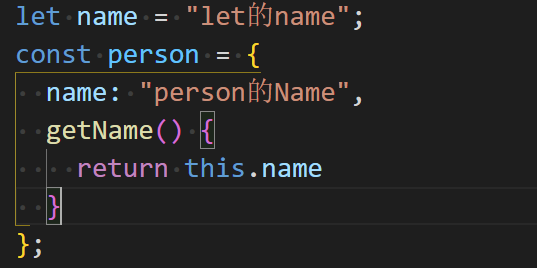 let name = "let的name";
const person = {
  name: "person的Name",
  getName() {
    return this.name
  }
};